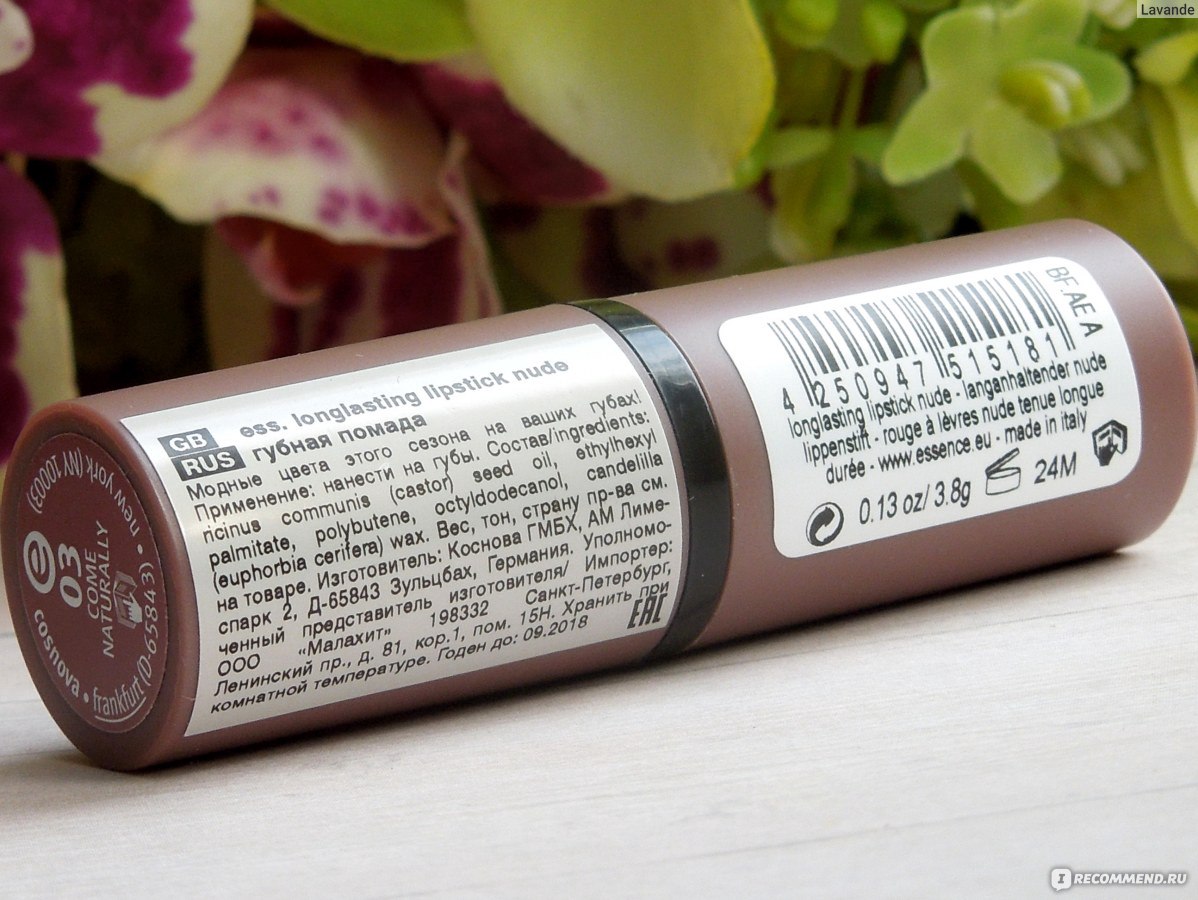 Lavande
GB
RUS
ess. longlasting lipstick nude
губная помада
Модные цвета этого сезона на ваших губах!
Применение: нанести на губы. Состав/ingredients:
ricinus communis (castor) seed oil, ethylhexyl
palmitate, polybutene, octyldodecanol, candelilla
(euphorbia cerifera) wax. Вес, тон, страну пр-ва см.
на товаре. Изготовитель: Коснова ГМБХ, АМ Лиме-
спарк 2, Д-65843 Зульцбах, Германия. Уполномо-
ченный представитель изготовителя/ Импортер:
ООО «Малахит» 198332 Санкт-Петербург,
Ленинский пр., д. 81, кор.1, пом. 15Н. Хранить при
комнатной температуре. Годен до: 09.2018
EAC
e
03
COME
NATURALLY
cosnova • frankfurt (D-65843) • new york (NY 10003)
BF AE A
4 250947 515181
longlasting lipstick nude - langanhaltender nude
lippenstift - rouge à lèvres nude tenue longue
durée - www.essence.eu - made in italy
0.13 oz/ 3.8g
24M
I RECOMMEND.RU